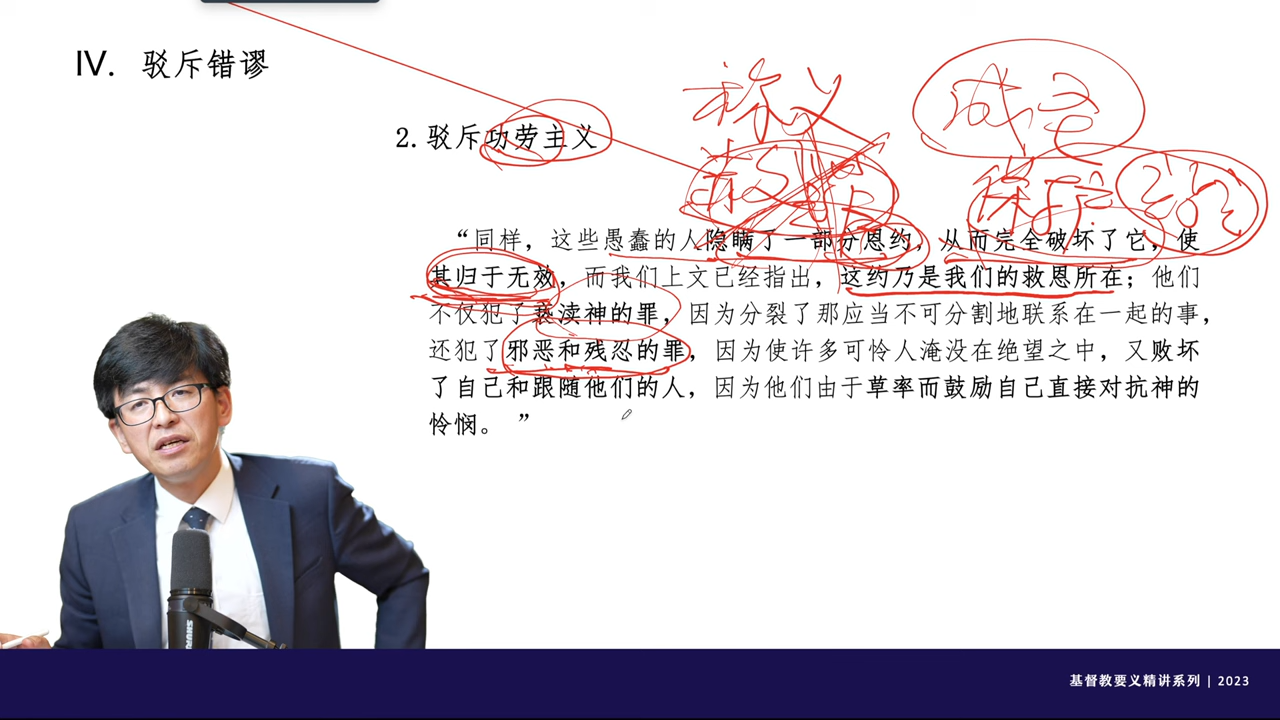 IV. 驳斥错谬
称义 成圣
2. 驳斥功劳主义
保护
“同样，这些愚蠢的人隐瞒了一部分恩约，从而完全破坏了它，使
其归于无效，而我们上文已经指出，这约乃是我们的救恩所在；他们
不仅犯了亵渎神的罪，因为分裂了那应当不可分割地联系在一起的事，
还犯了邪恶和残忍的罪，因为使许多可怜人淹没在绝望之中，又败坏
了自己和跟随他们的人，因为他们由于草率而鼓励自己直接对抗神的
怜悯。”
SHURE
基督教要义精讲系列 | 2023